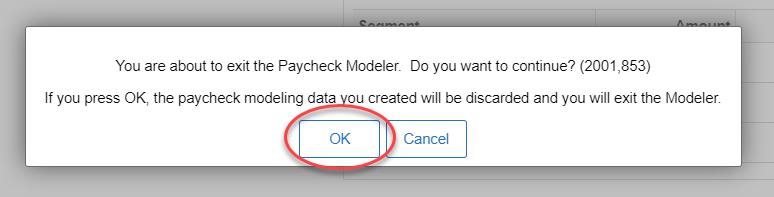 Segment Amount
You are about to exit the Paycheck Modeler. Do you want to continue? (2001,853)
If you press OK, the paycheck modeling data you created will be discarded and you will exit the Modeler.
OK Cancel